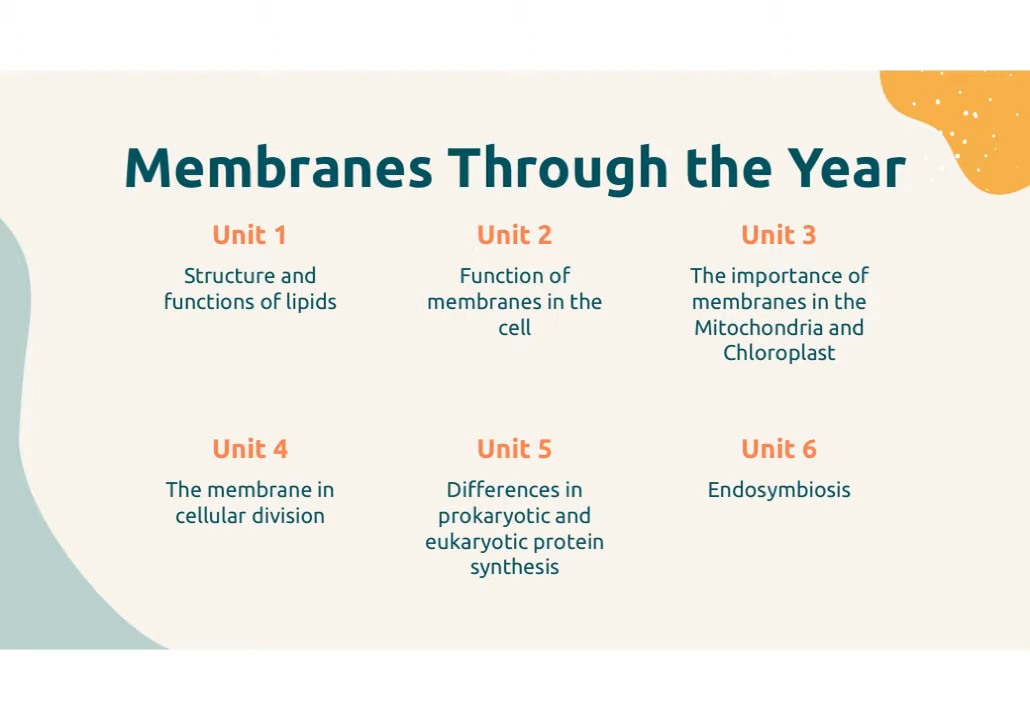 Membranes Through the Year
Unit 1
Structure and
functions of lipids
Unit 2
Function of
membranes in the
cell
Unit 3
The importance of
membranes in the
Mitochondria and
Chloroplast
Unit 4
The membrane in
cellular division
Unit 5
Differences in
prokaryotic and
eukaryotic protein
synthesis
Unit 6
Endosymbiosis